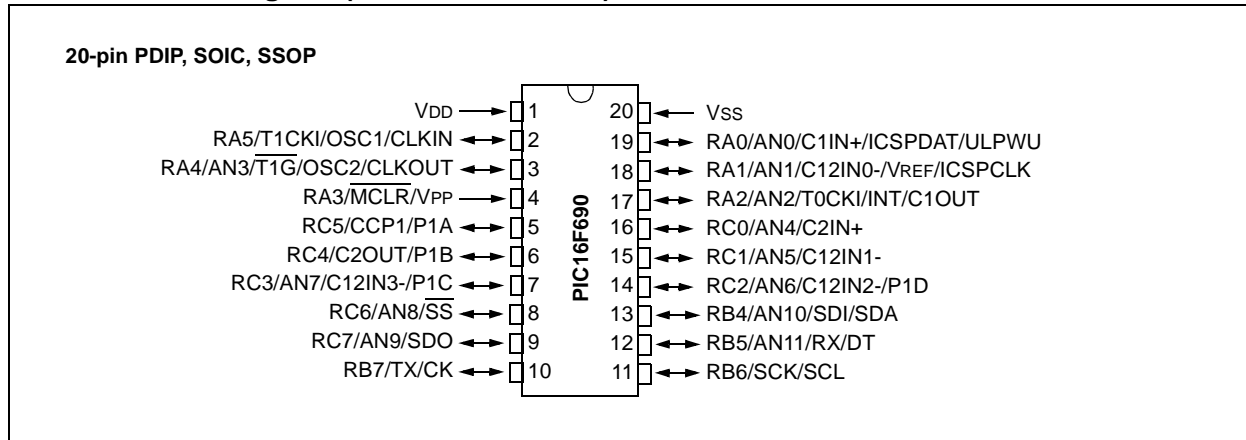 20-pin PDIP, SOIC, SSOP
VDD 1 20 VSS
RA5/T1CKI/OSC1/CLKIN 2 19 RA0/AN0/C1IN+/ICSPDAT/ULPWU
RA4/AN3/T1G/OSC2/CLKOUT 3 18 RA1/AN1/C12IN0-/VREF/ICSPCLK
RA3/MCLR/VPP 4 17 RA2/AN2/T0CKI/INT/C1OUT
RC5/CCP1/P1A 5 16 RC0/AN4/C2IN+
RC4/C2OUT/P1B 6 15 RC1/AN5/C12IN1-
RC3/AN7/C12IN3-/P1C 7 14 RC2/AN6/C12IN2-/P1D
RC6/AN8/SS 8 13 RB4/AN10/SDI/SDA
RC7/AN9/SDO 9 12 RB5/AN11/RX/DT
RB7/TX/CK 10 11 RB6/SCK/SCL
PIC16F690